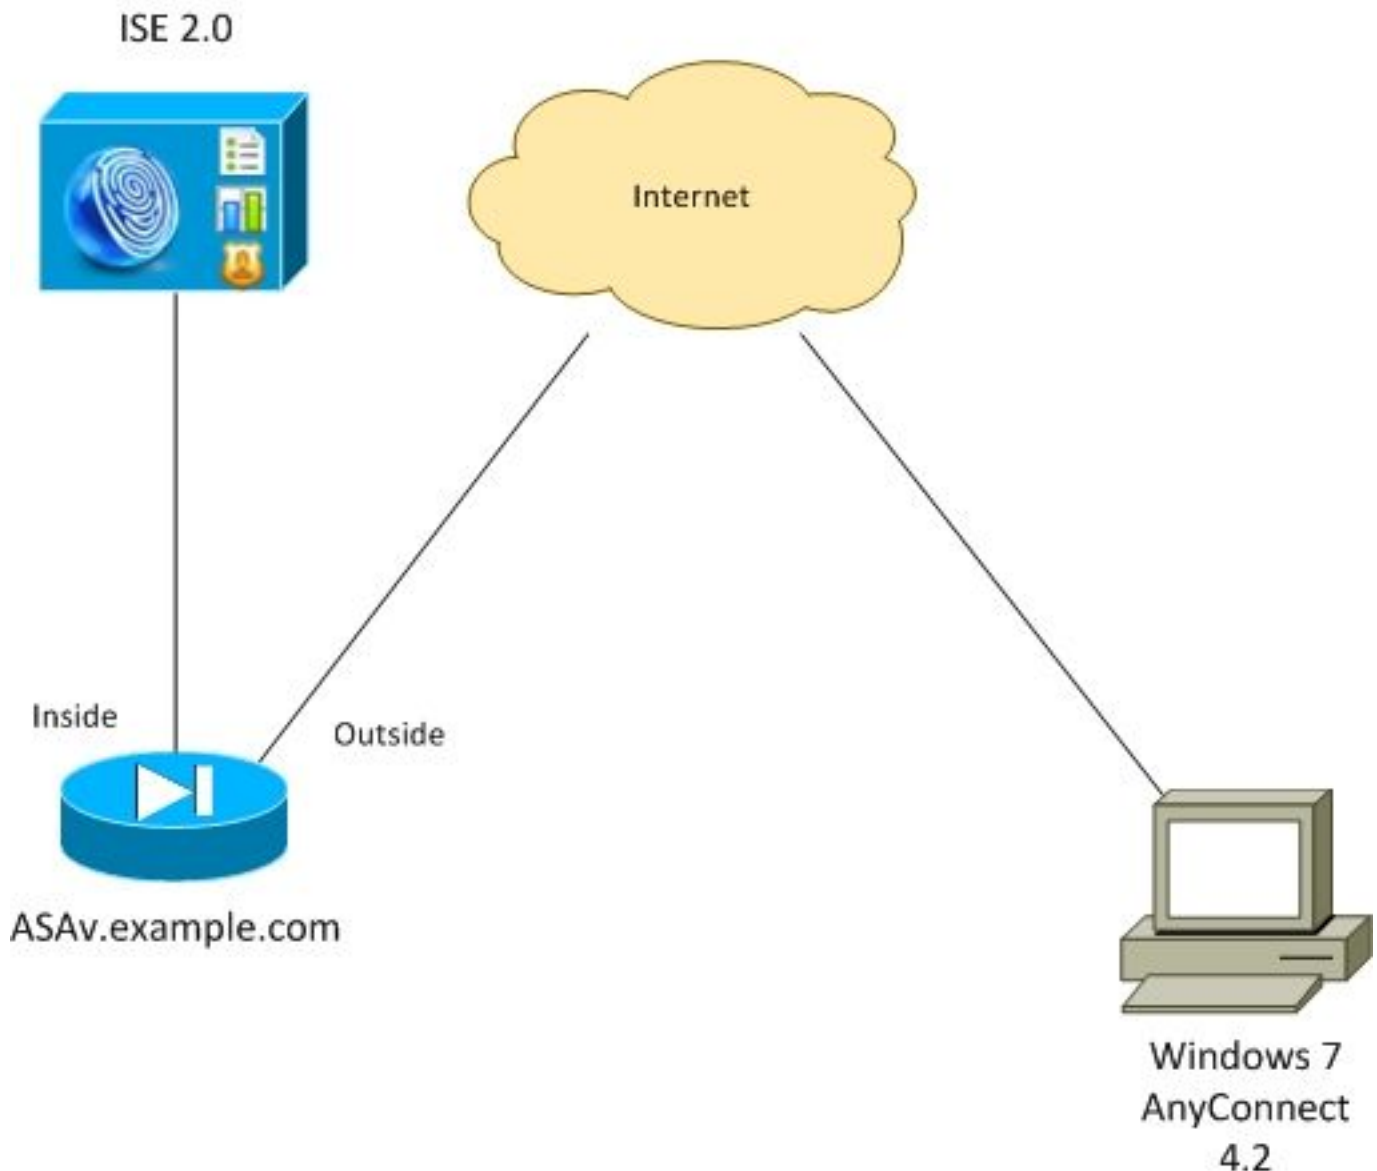 ISE 2.0
Internet
Inside
Outside
ASAv.example.com
Windows 7
AnyConnect
4.2